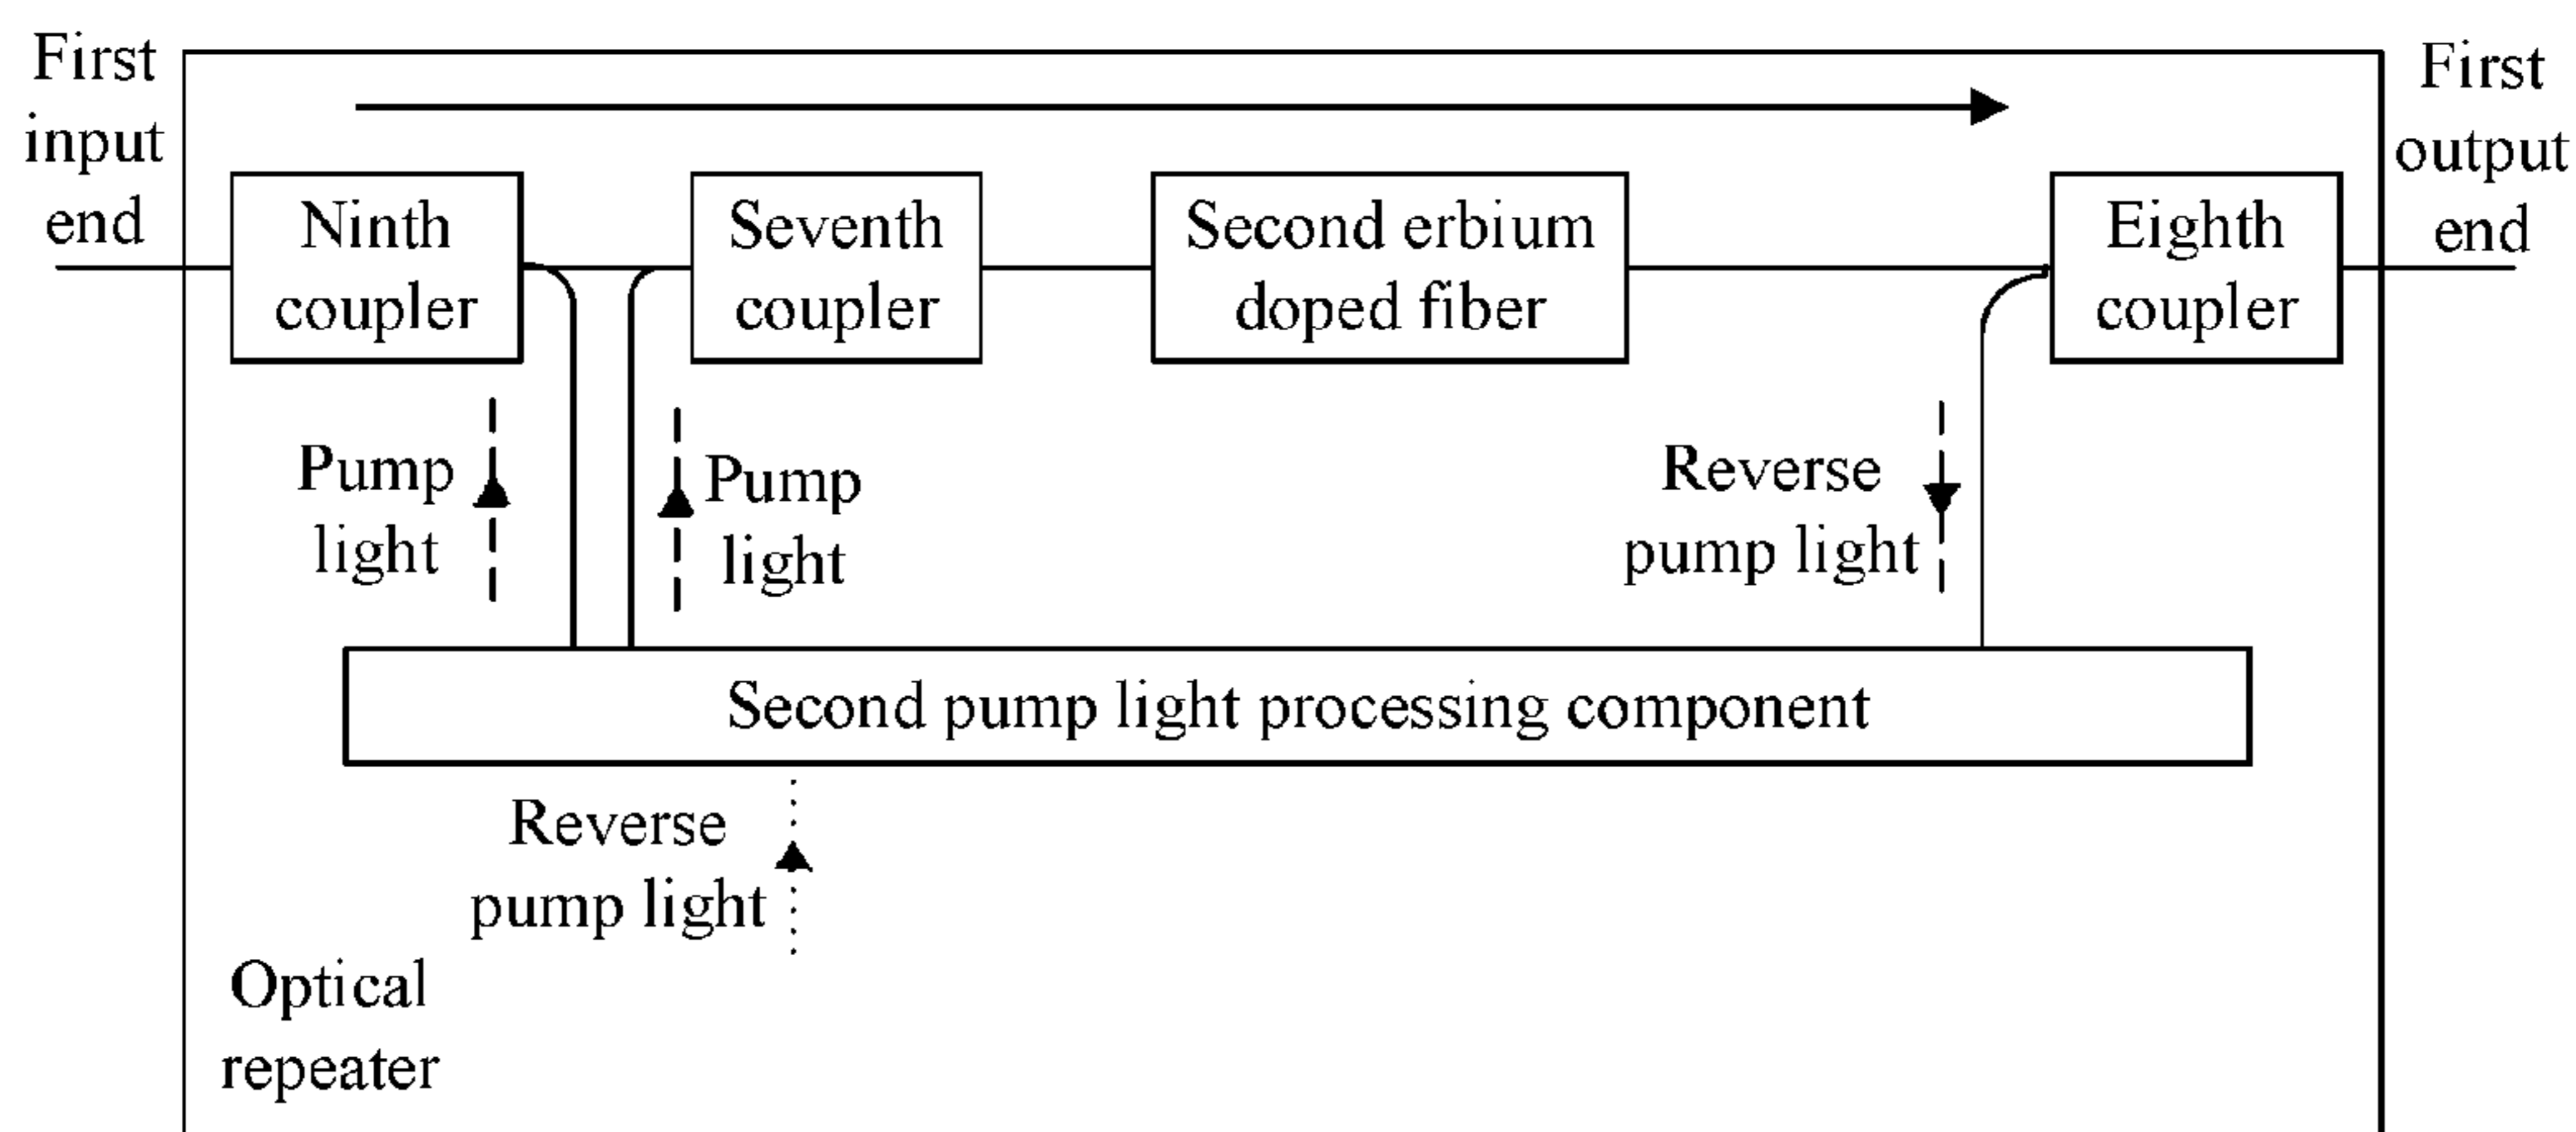 First
input
end
First
output
end
Ninth
coupler
Seventh
coupler
Second erbium
doped fiber
Eighth
coupler
Pump
light
Pump
light
Reverse
pump light
Second pump light processing component
Reverse
pump light
Optical
repeater